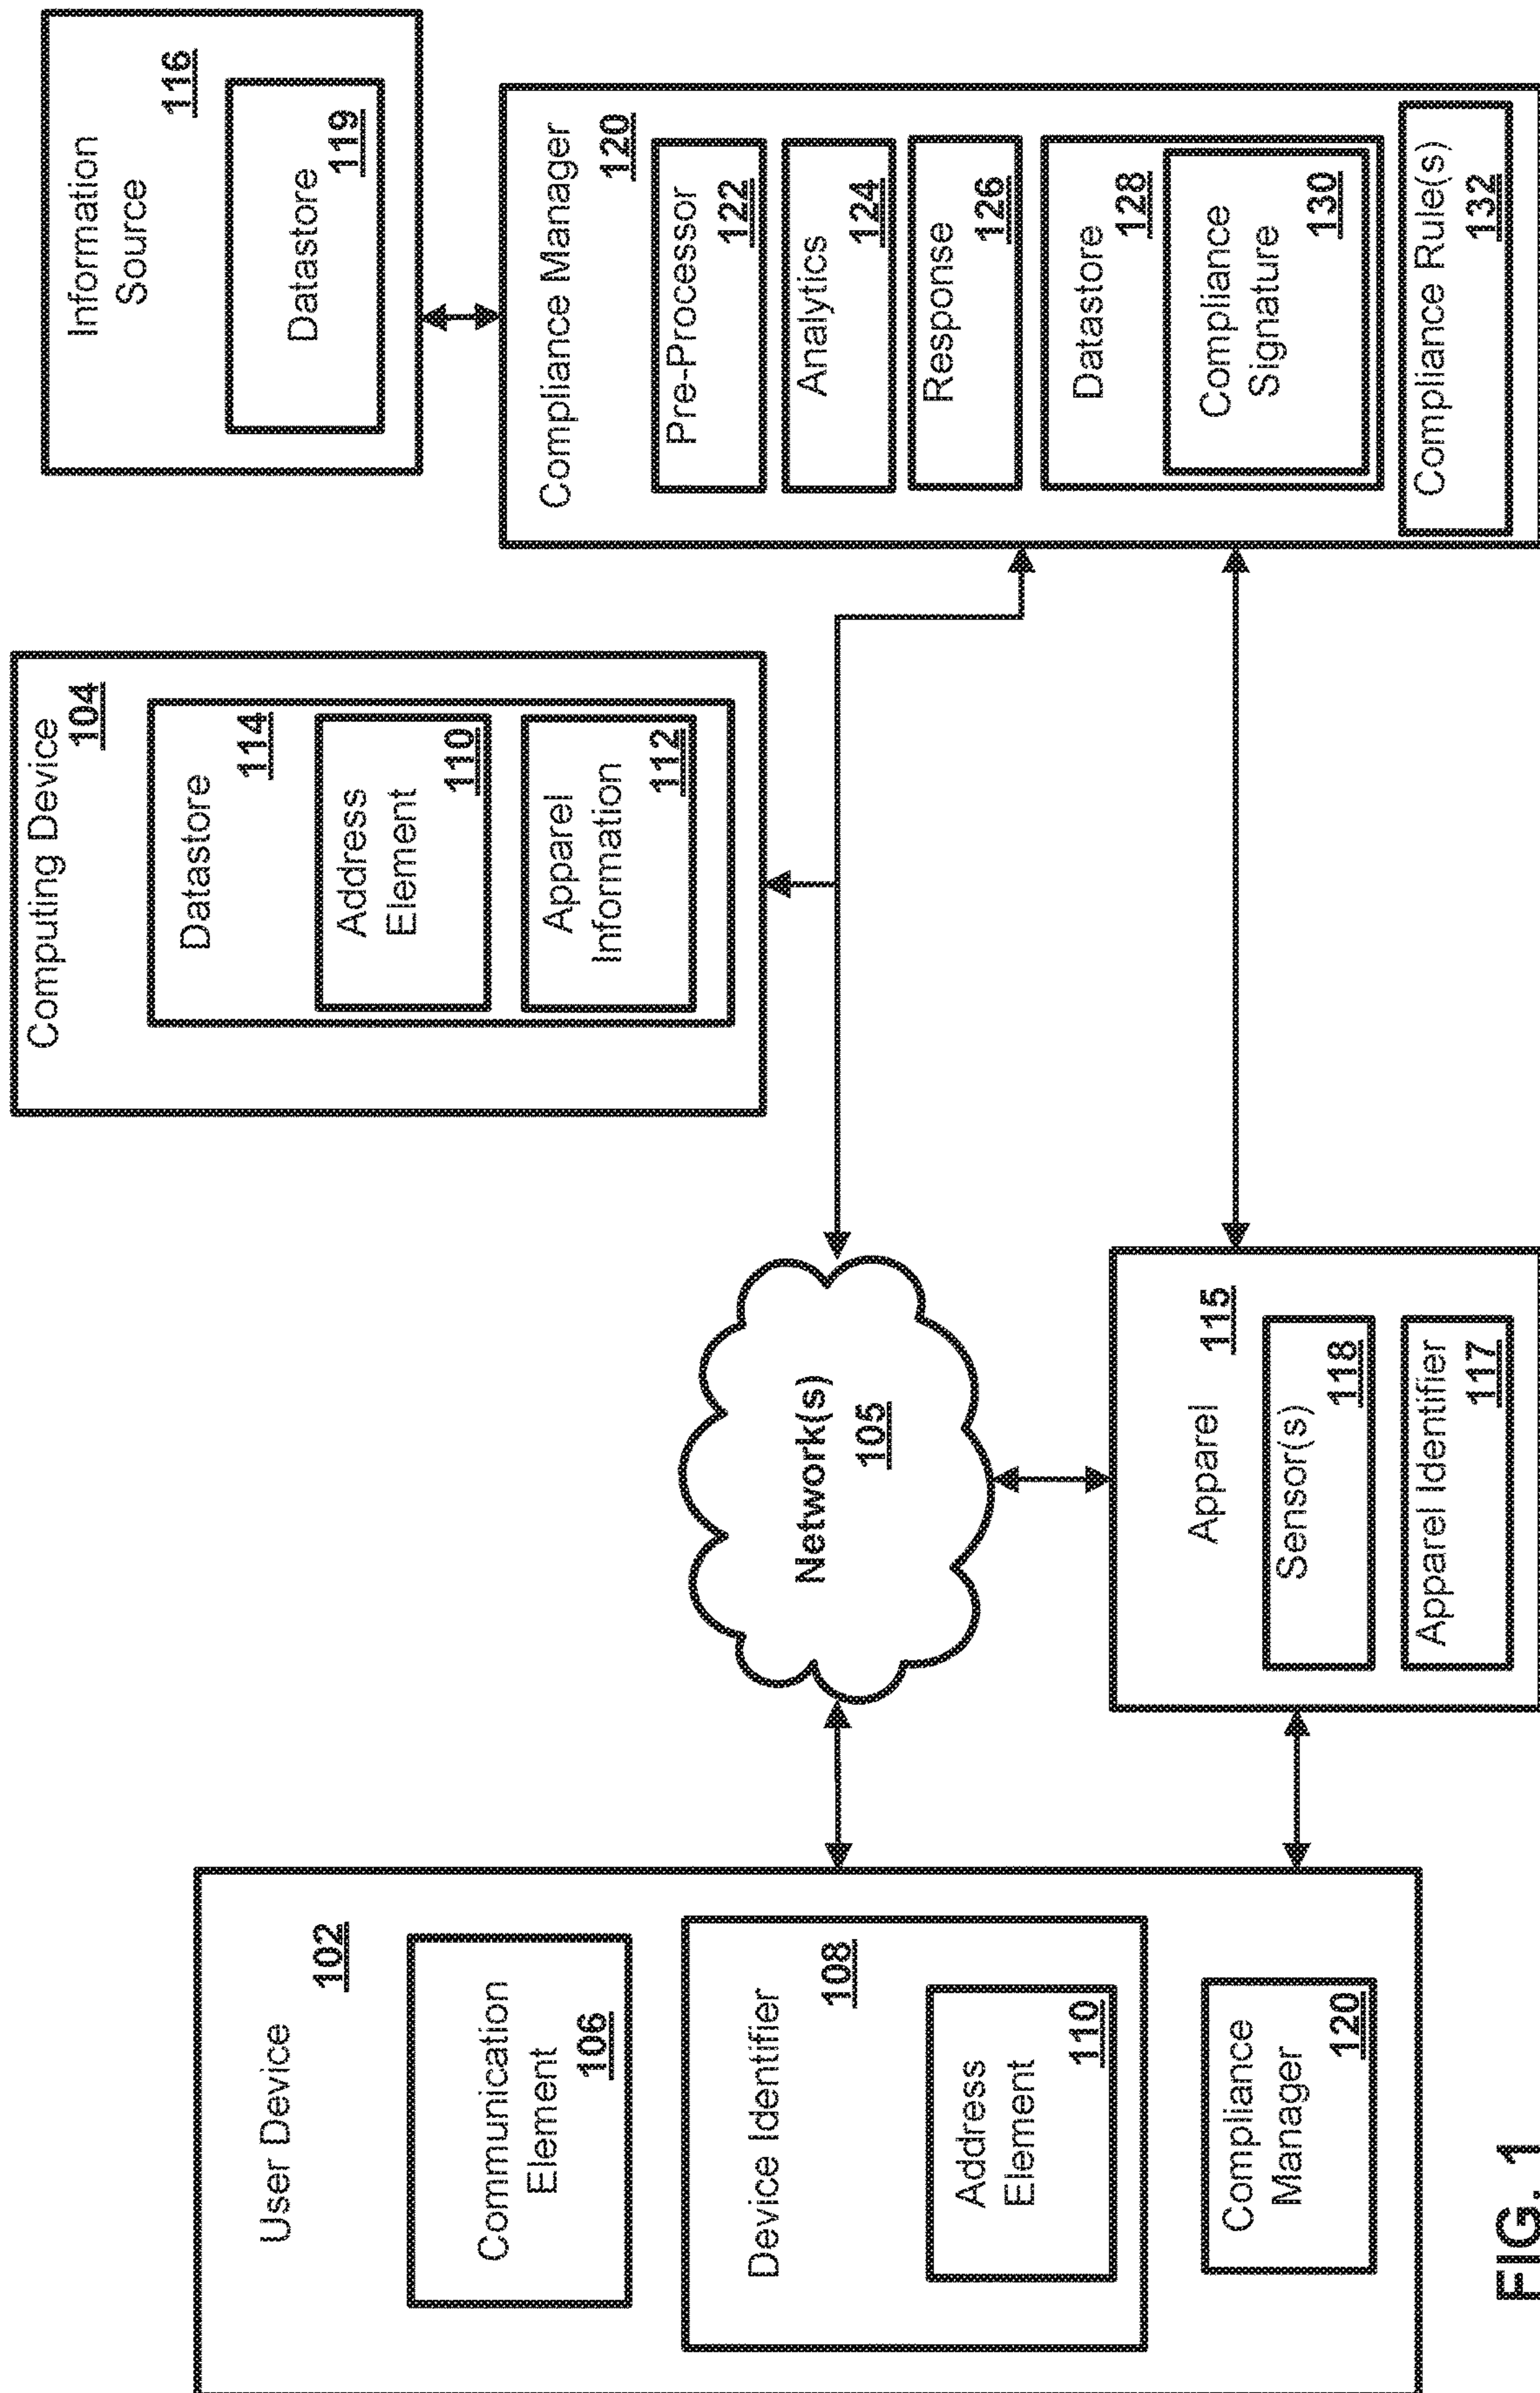 User Device
102
Communication
Element
106
Device Identifier
108
Address
Element
110
Compliance
Manager
120
Network(s)
105
Apparel
115
Sensor(s)
118
Apparel Identifier
117
Computing Device
104
Datastore
114
Address
Element
110
Apparel
Information
112
Information
Source
116
Datastore
119
Compliance Manager
120
Pre-Processor
122
Analytics
124
Response
126
Datastore
128
Compliance
Signature
130
Compliance Rule(s)
132
FIG. 1